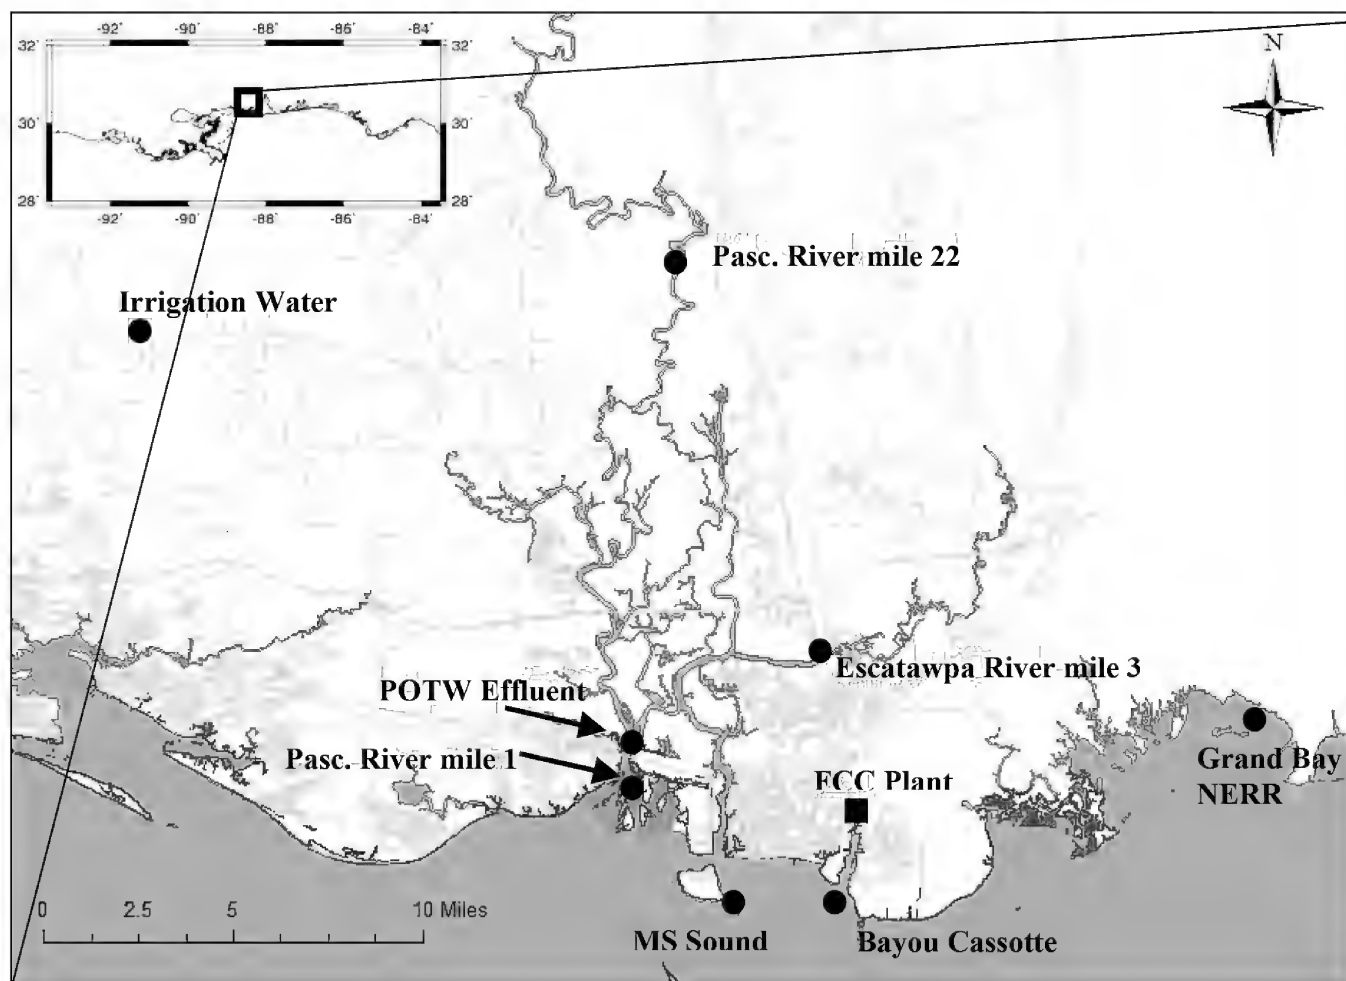 -92° -90° -88° -86° -84°
32° 32°
30° 30°
28° 28°
-92° -90° -88° -86° -84°
N
Pasc. River mile 22
Irrigation Water
Escatawpa River mile 3
POTW Effluent
Pasc. River mile 1
FCC Plant
Grand Bay
NERR
0 2.5 5 10 Miles
MS Sound
Bayou Cassotte